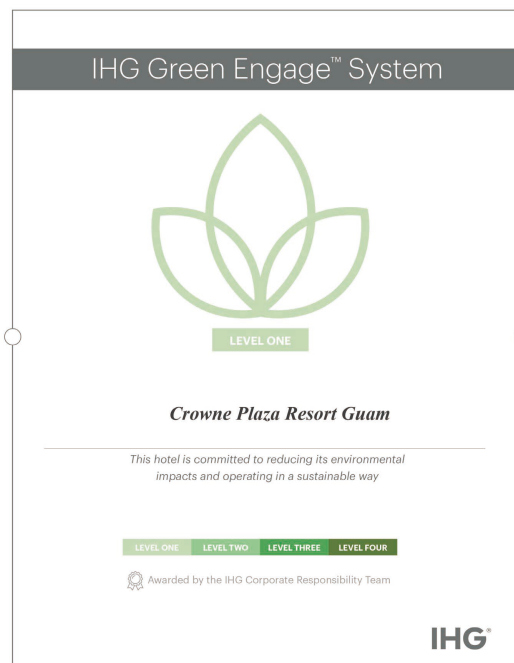 IHG Green Engage™ System
LEVEL ONE
Crowne Plaza Resort Guam
This hotel is committed to reducing its environmental
impacts and operating in a sustainable way
LEVEL ONE LEVEL TWO LEVEL THREE LEVEL FOUR
Awarded by the IHG Corporate Responsibility Team
IHG®